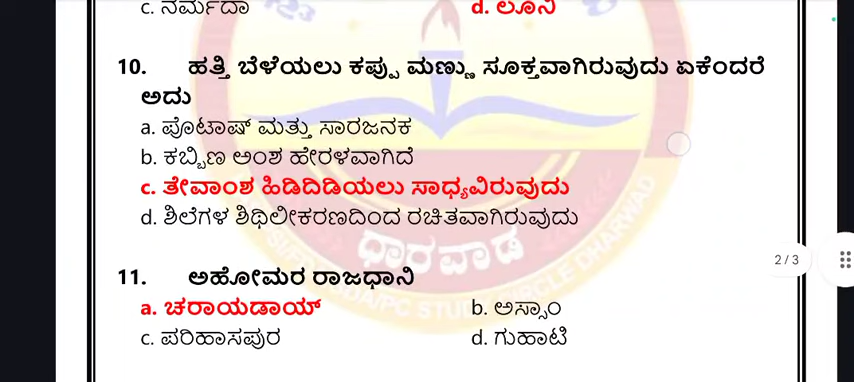 c. ನರ್ಮದಾ
d. ಲೂನಿ
10. ಹತ್ತಿ ಬೆಳೆಯಲು ಕಪ್ಪು ಮಣ್ಣು ಸೂಕ್ತವಾಗಿರುವುದು ಏಕೆಂದರೆ
ಅದು
a. ಪೊಟಾಷ್ ಮತ್ತು ಸಾರಜನಕ
b. ಕಬ್ಬಿಣ ಅಂಶ ಹೇರಳವಾಗಿದೆ
c. ತೇವಾಂಶ ಹಿಡಿದಿಡಿಯಲು ಸಾಧ್ಯವಿರುವುದು
d. ಶಿಲೆಗಳ ಶಿಥಿಲೀಕರಣದಿಂದ ರಚಿತವಾಗಿರುವುದು
ಧಾರವಾಡ
2 / 3
11. ಅಹೋಮರ ರಾಜಧಾನಿ
a. ಚರಾಯಡಾಯ್
b. ಅಸ್ಸಾಂ
c. ಪರಿಹಾಸಪುರ
d. ಗುಹಾಟಿ